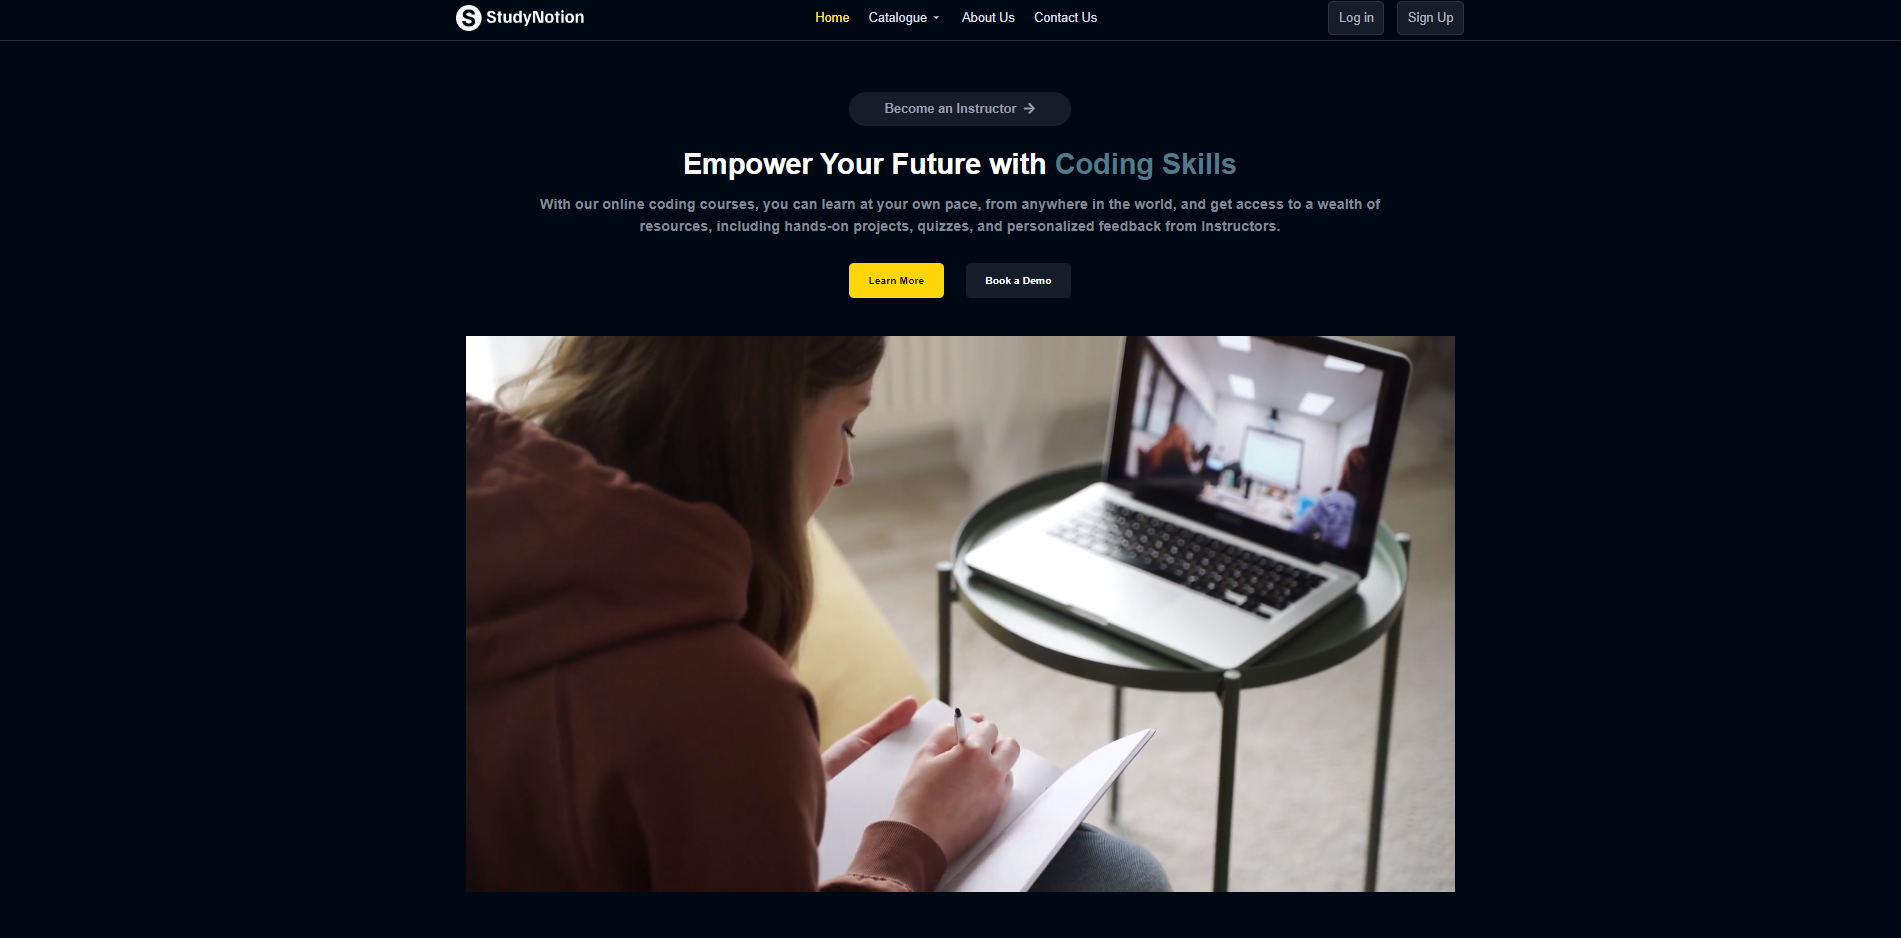 S StudyNotion
Home Catalogue About Us Contact Us
Log in Sign Up
Become an Instructor →
Empower Your Future with Coding Skills
With our online coding courses, you can learn at your own pace, from anywhere in the world, and get access to a wealth of
resources, including hands-on projects, quizzes, and personalized feedback from Instructors.
Learn More Book a Demo